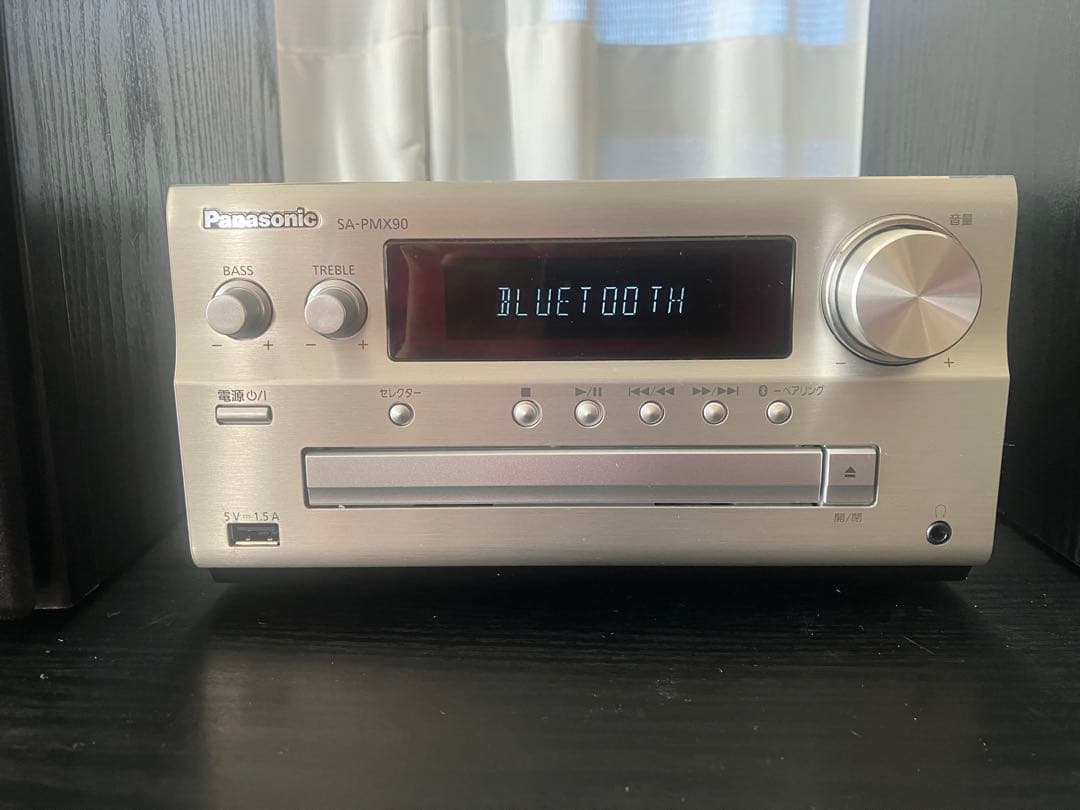 Panasonic SA-PMX90
音量
BASS TREBLE
BLUETOOTH
− + − +
− +
電源 ⏻/I
セレクター ■ ▶/❚❚ |◀◀/◀◀ ▶▶/▶▶| −ペアリング
▲
5V⎓1.5A
開/閉